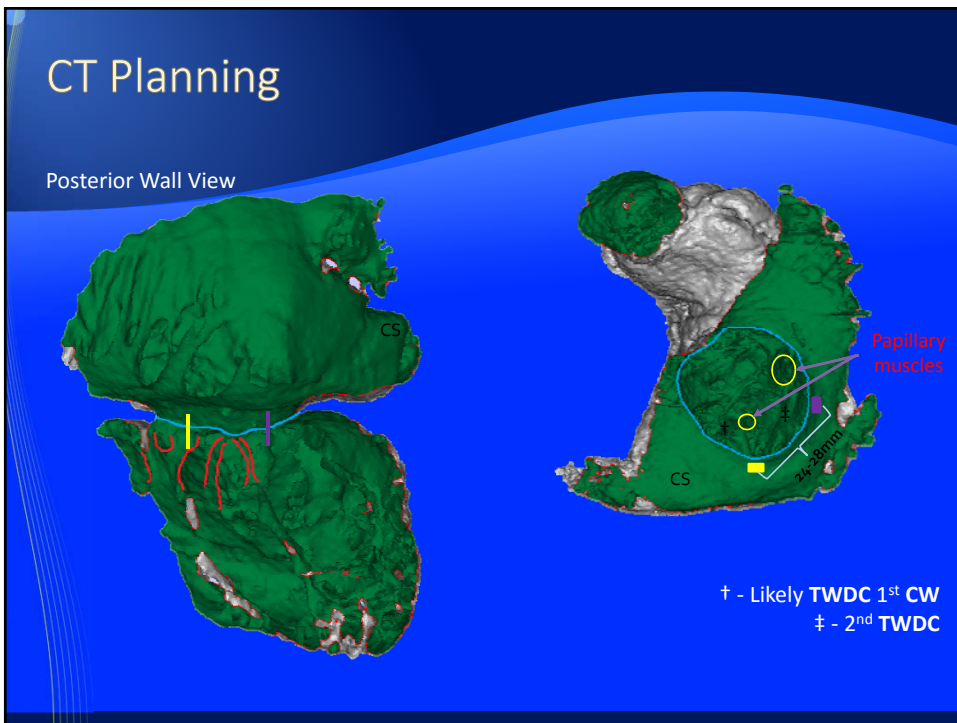 CT Planning
Posterior Wall View
CS
Papillary
muscles
†
‡
24-28mm
CS
† - Likely TWDC 1st CW
‡ - 2nd TWDC